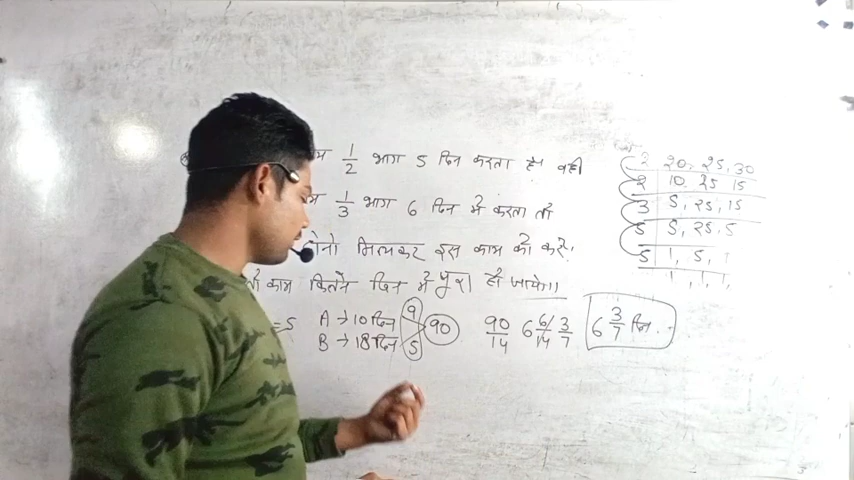 1/2 भाग 5 दिन करता है। वही
1/3 भाग 6 दिन में करता तो
दोनो मिलकर इस काम को करे।
तो काम कितने दिन में पुरा हो जायेगा।
= 5 A → 10 दिन 9 90 90/14 6 6/14 3/7 6 3/7 दिन
B → 18 दिन 5
2 20, 25, 30
2 10, 25 15
3 5, 25, 15
5 5, 25, 5
5 1, 5, 1
1, 1, 1,